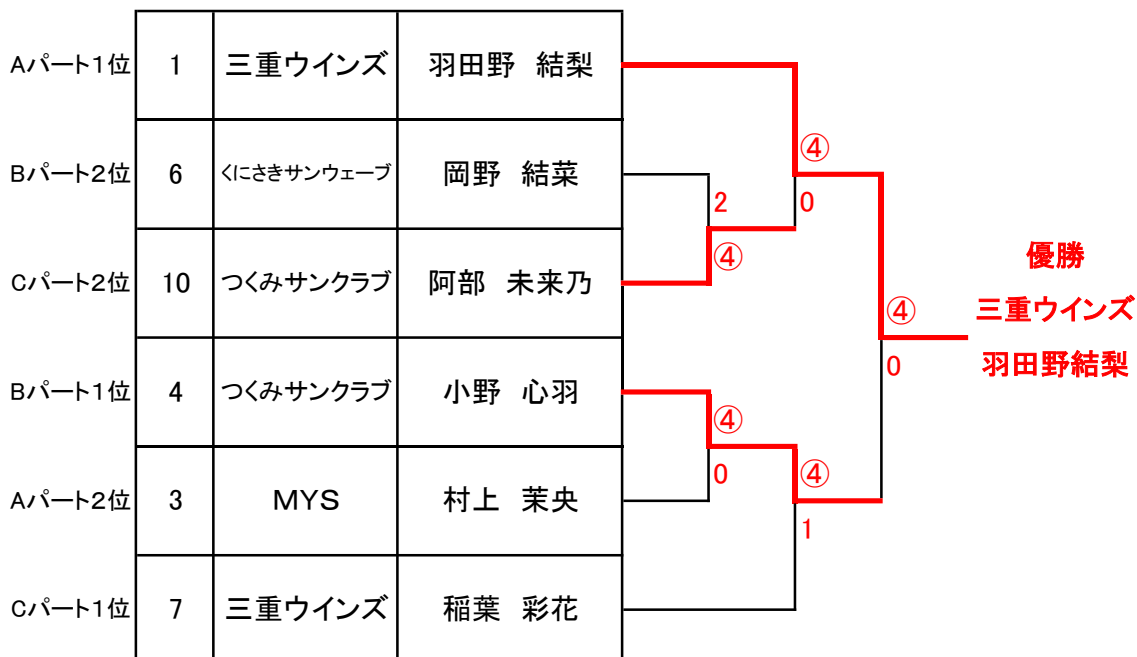 Aパート1位 1 三重ウインズ 羽田野 結梨
④
Bパート2位 6 くにさきサンウェーブ 岡野 結菜
2 0
④
Cパート2位 10 つくみサンクラブ 阿部 未来乃
優勝
三重ウインズ
羽田野結梨
④
0
Bパート1位 4 つくみサンクラブ 小野 心羽
④
0 ④
Aパート2位 3 MYS 村上 茉央
1
Cパート1位 7 三重ウインズ 稲葉 彩花